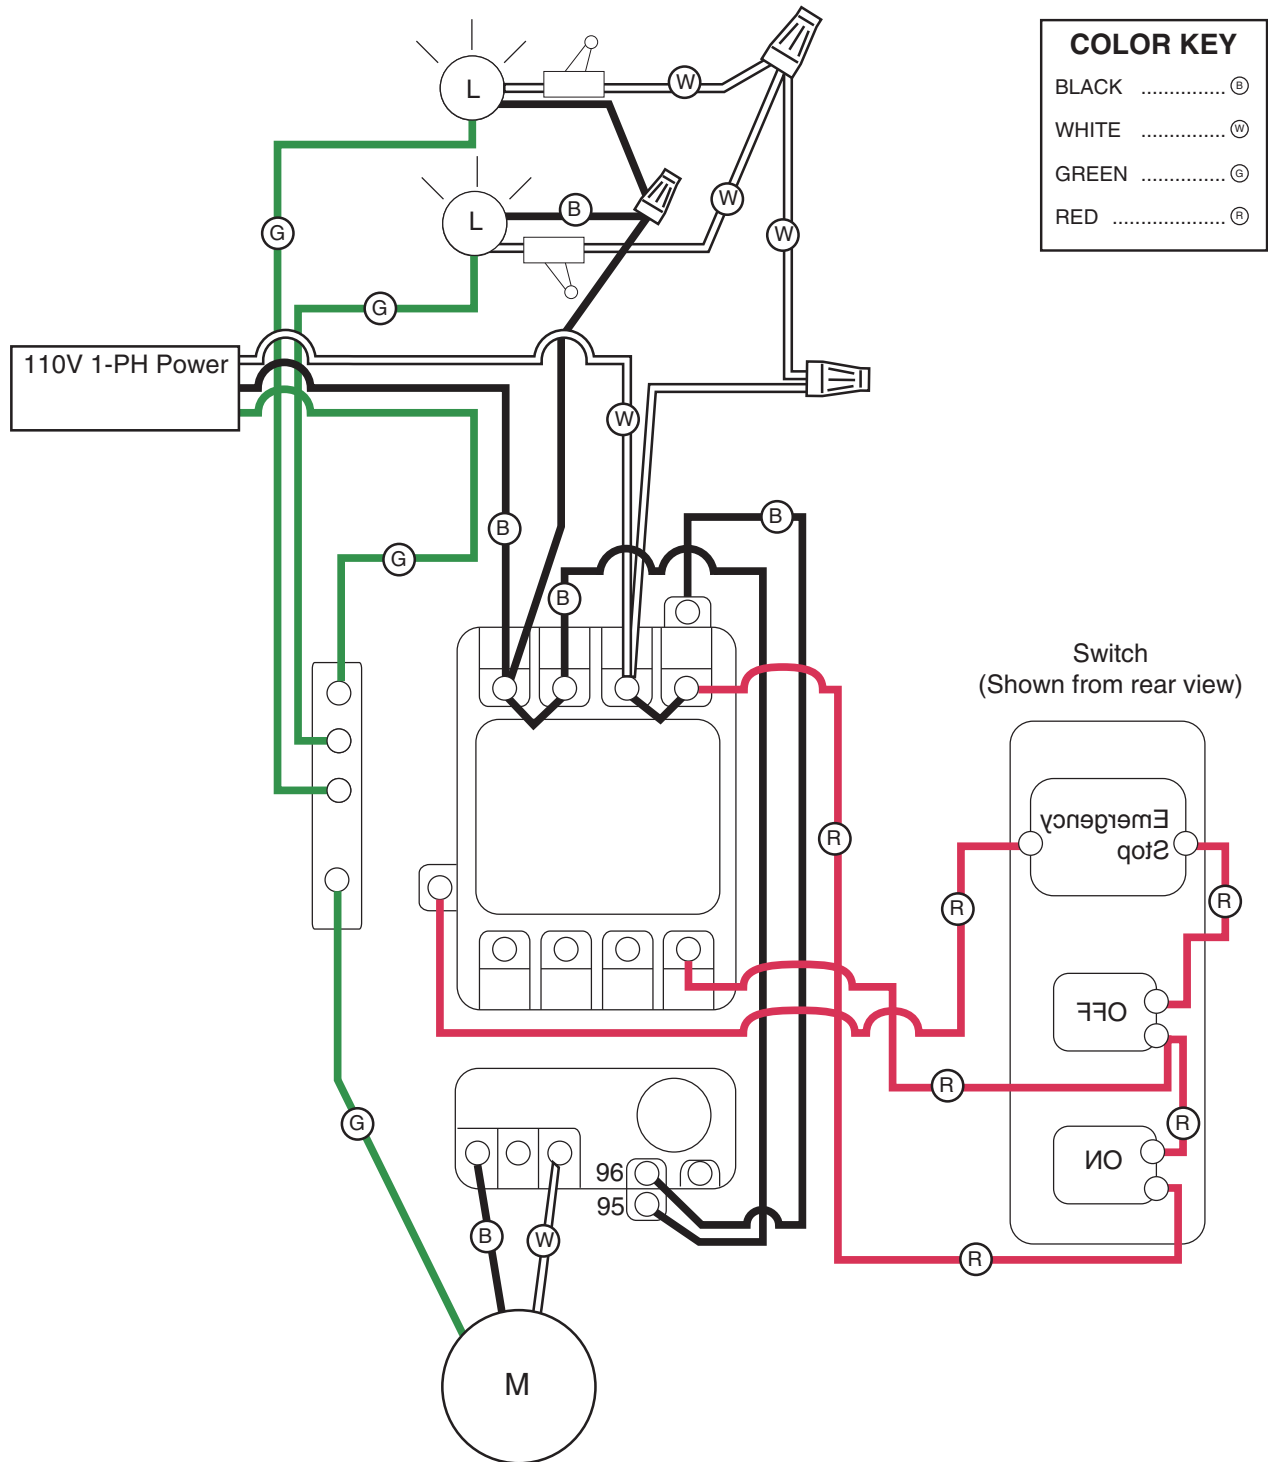 COLOR KEY
BLACK ............... B
WHITE ............... W
GREEN ............... G
RED .................... R
L
W
L
B
W
W
G
G
110V 1-PH Power
W
B
B
G
B
Switch
(Shown from rear view)
Emergency
Stop
R
R
R
OFF
R
G
R
ON
96
95
B
W
R
M